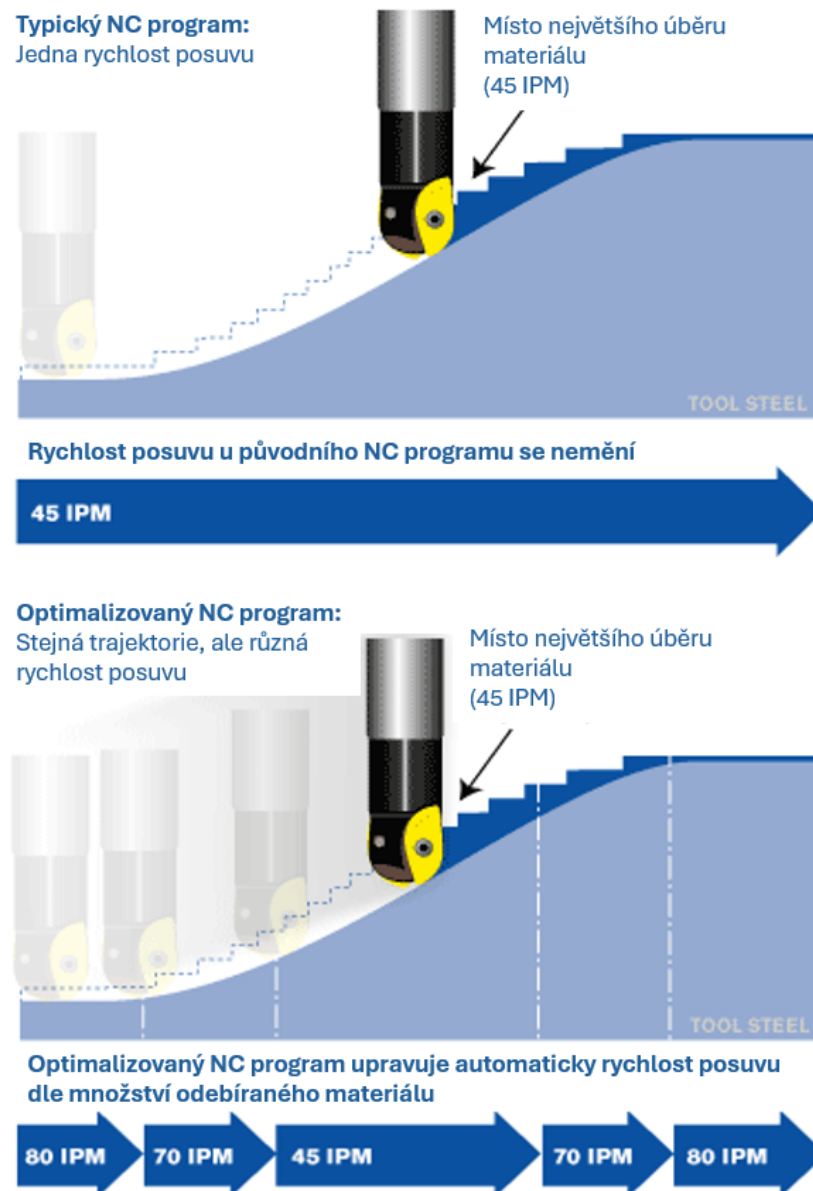 Typický NC program:
Jedna rychlost posuvu
Místo největšího úběru
materiálu
(45 IPM)
TOOL STEEL
Rychlost posuvu u původního NC programu se nemění
45 IPM
Optimalizovaný NC program:
Stejná trajektorie, ale různá
rychlost posuvu
Místo největšího úběru
materiálu
(45 IPM)
TOOL STEEL
Optimalizovaný NC program upravuje automaticky rychlost posuvu
dle množství odebíraného materiálu
80 IPM 70 IPM 45 IPM 70 IPM 80 IPM